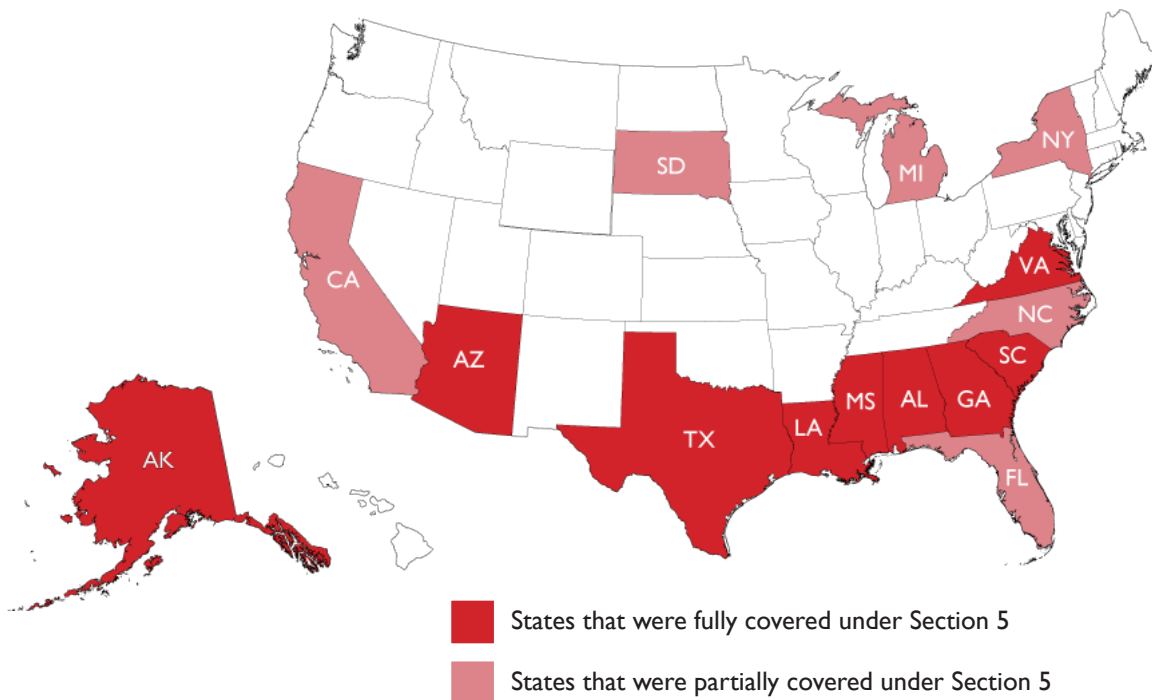 NY
SD
MI
VA
CA
NC
AZ
SC
MS
AL
GA
LA
TX
AK
FL
States that were fully covered under Section 5
States that were partially covered under Section 5